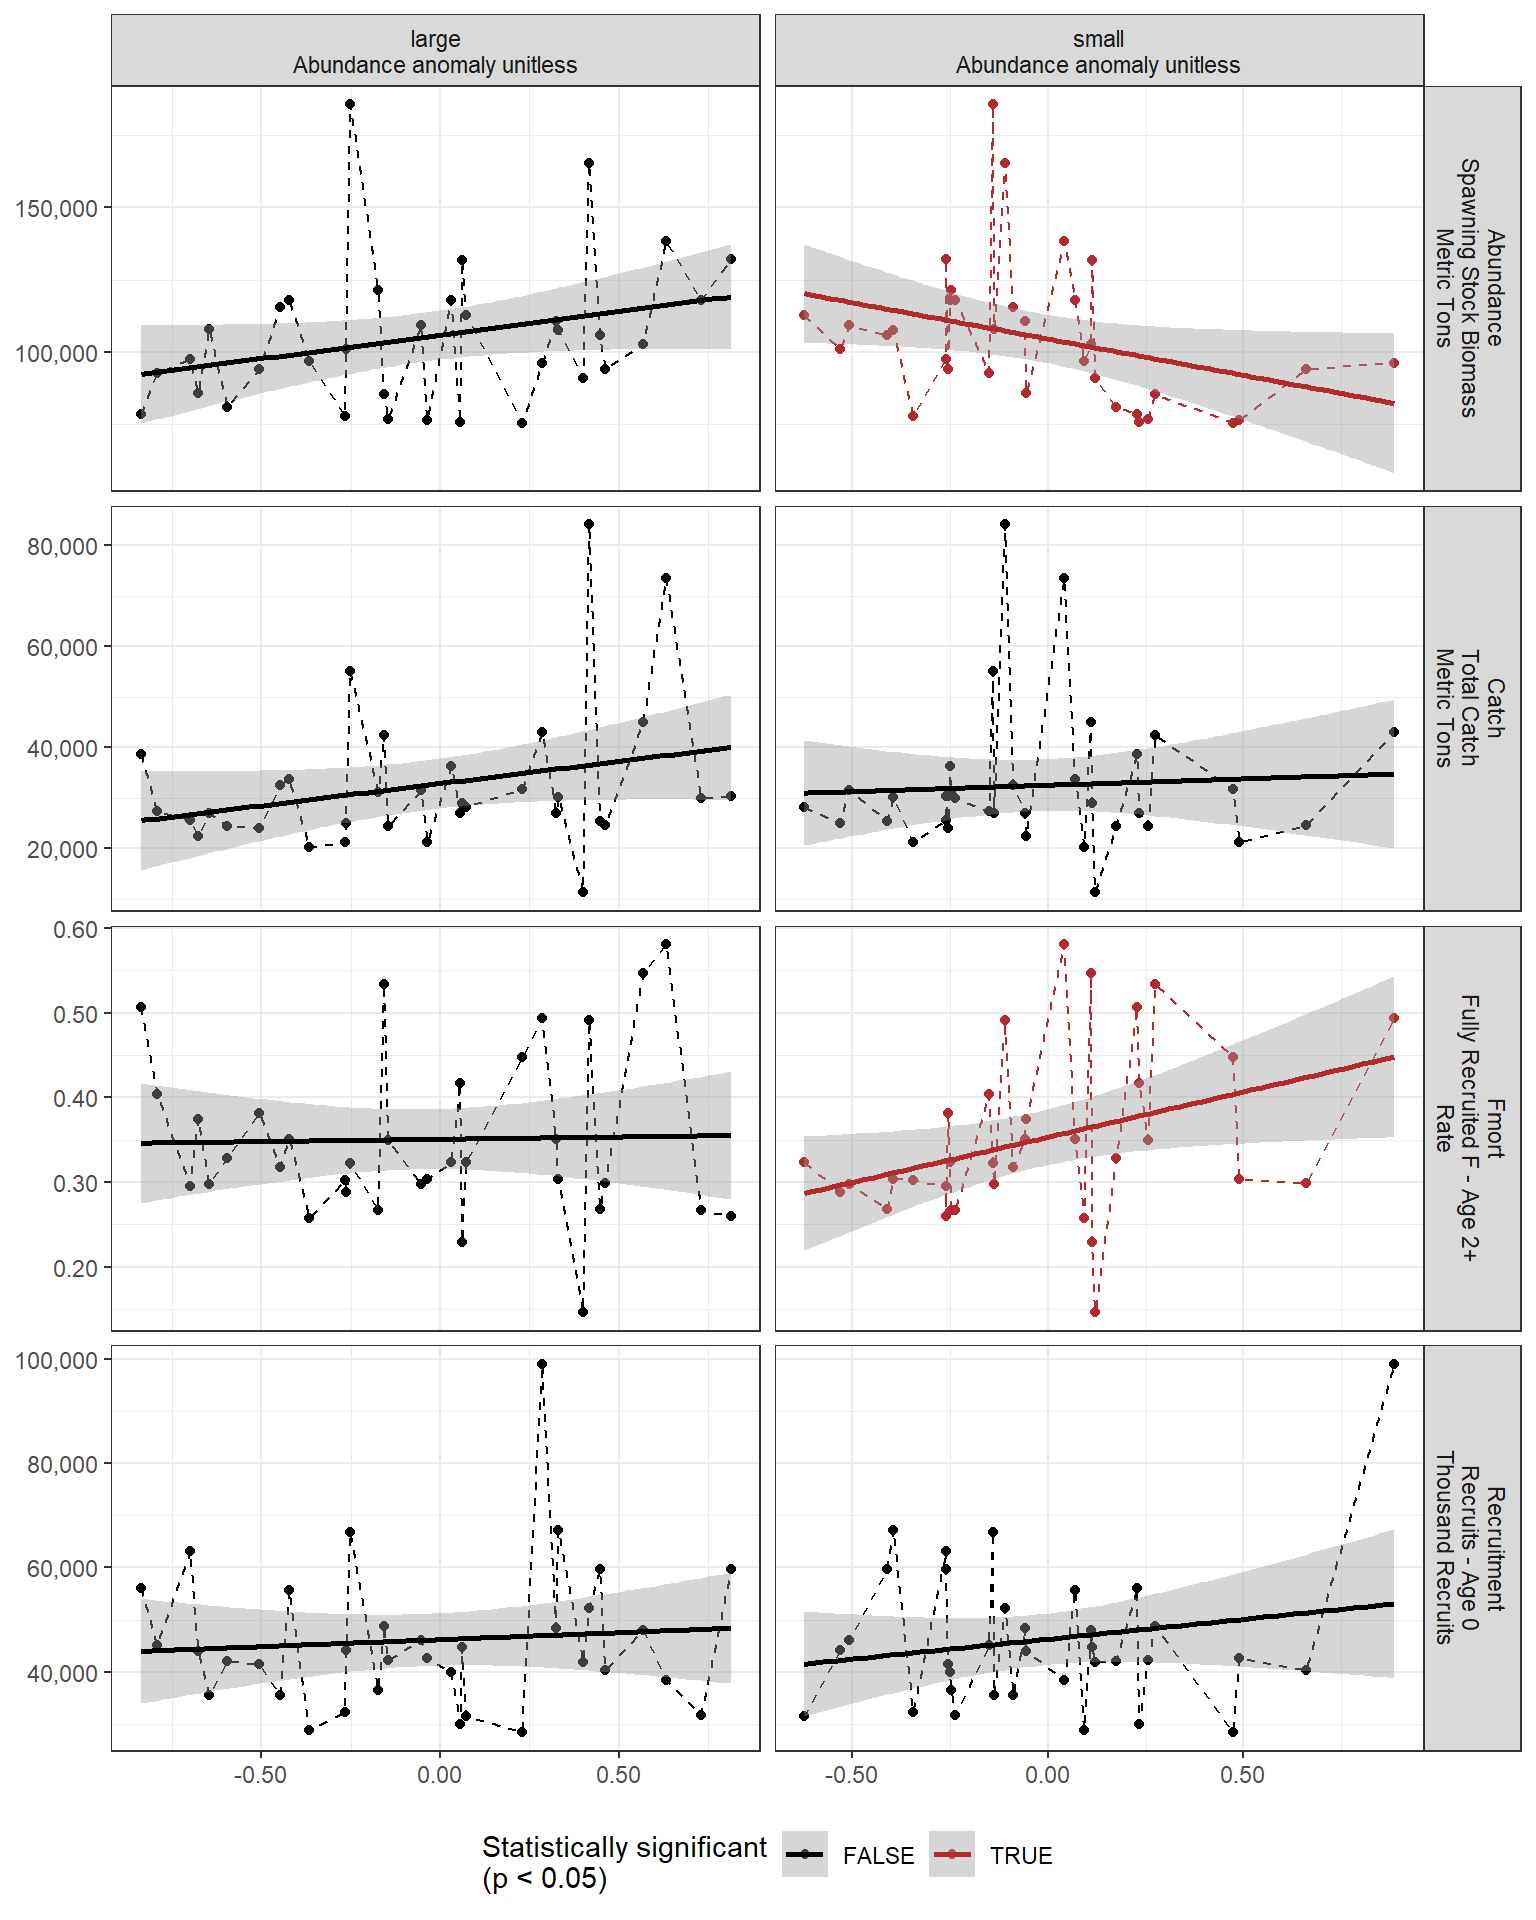 large
Abundance anomaly unitless
small
Abundance anomaly unitless
150,000
100,000
Abundance
Spawning Stock Biomass
Metric Tons
80,000
60,000
40,000
20,000
Catch
Total Catch
Metric Tons
0.60
0.50
0.40
0.30
0.20
Fmort
Fully Recruited F - Age 2+
Rate
100,000
80,000
60,000
40,000
Recruitment
Recruits - Age 0
Thousand Recruits
-0.50
0.00
0.50
-0.50
0.00
0.50
Statistically significant
(p < 0.05)
FALSE
TRUE